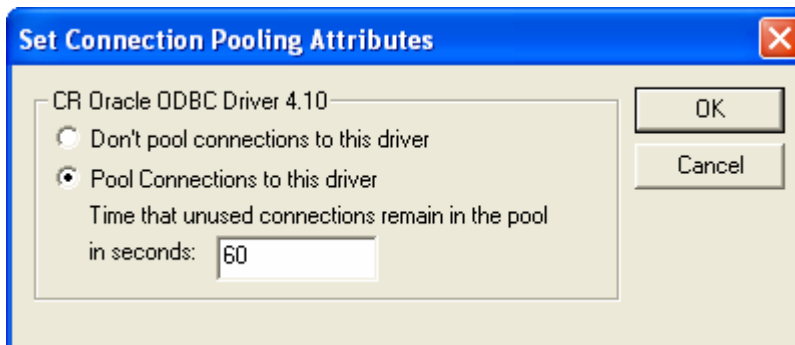 Set Connection Pooling Attributes
CR Oracle ODBC Driver 4.10
Don't pool connections to this driver
Pool Connections to this driver
Time that unused connections remain in the pool
in seconds: 60
OK
Cancel